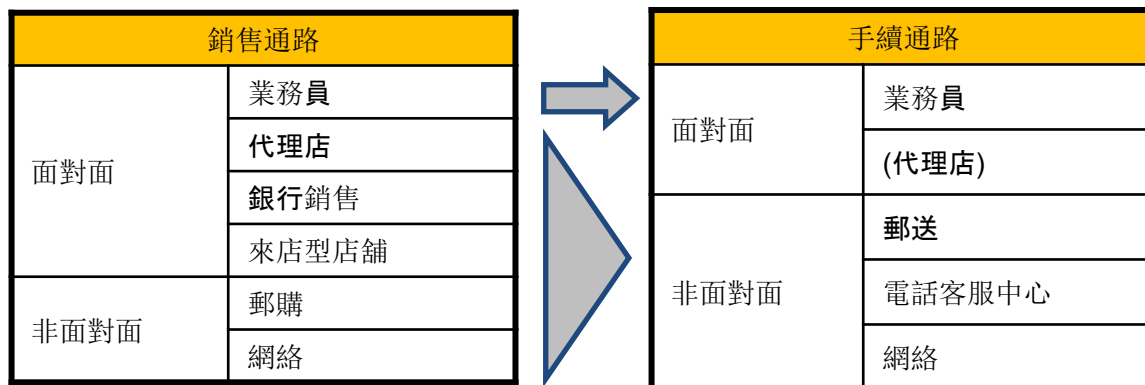 銷售通路
面對面
業務員
代理店
銀行銷售
來店型店舖
非面對面
郵購
網絡
手續通路
面對面
業務員
(代理店)
非面對面
郵送
電話客服中心
網絡